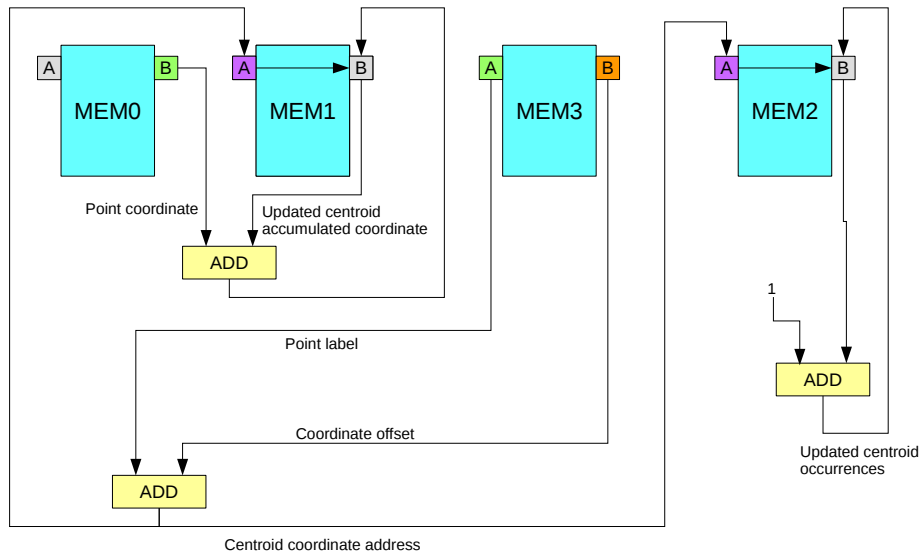 A
B
A
B
A
B
A
B
MEM0
MEM1
MEM3
MEM2
Point coordinate
Updated centroid
accumulated coordinate
ADD
1
Point label
ADD
Coordinate offset
Updated centroid
occurrences
ADD
Centroid coordinate address